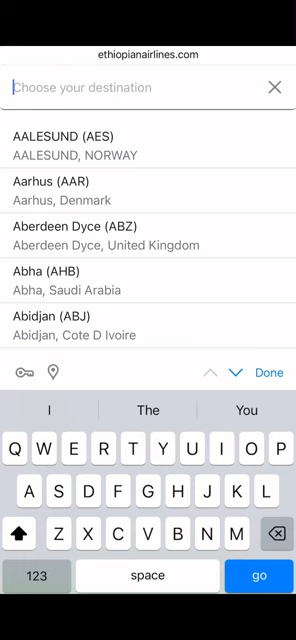 ethiopianairlines.com
Choose your destination
AALESUND (AES)
AALESUND, NORWAY
Aarhus (AAR)
Aarhus, Denmark
Aberdeen Dyce (ABZ)
Aberdeen Dyce, United Kingdom
Abha (AHB)
Abha, Saudi Arabia
Abidjan (ABJ)
Abidjan, Cote D Ivoire
Done
I The You
Q W E R T Y U I O P
A S D F G H J K L
Z X C V B N M
123 space go